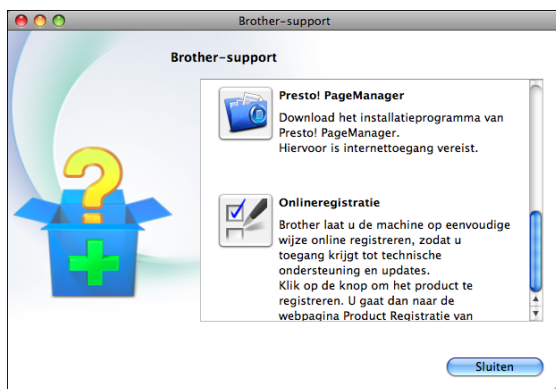 Brother-support
Brother-support
Presto! PageManager
Download het installatieprogramma van
Presto! PageManager.
Hiervoor is internettoegang vereist.
Onlineregistratie
Brother laat u de machine op eenvoudige
wijze online registreren, zodat u
toegang krijgt tot technische
ondersteuning en updates.
Klik op de knop om het product te
registreren. U gaat dan naar de
webpagina Product Registratie van
Sluiten